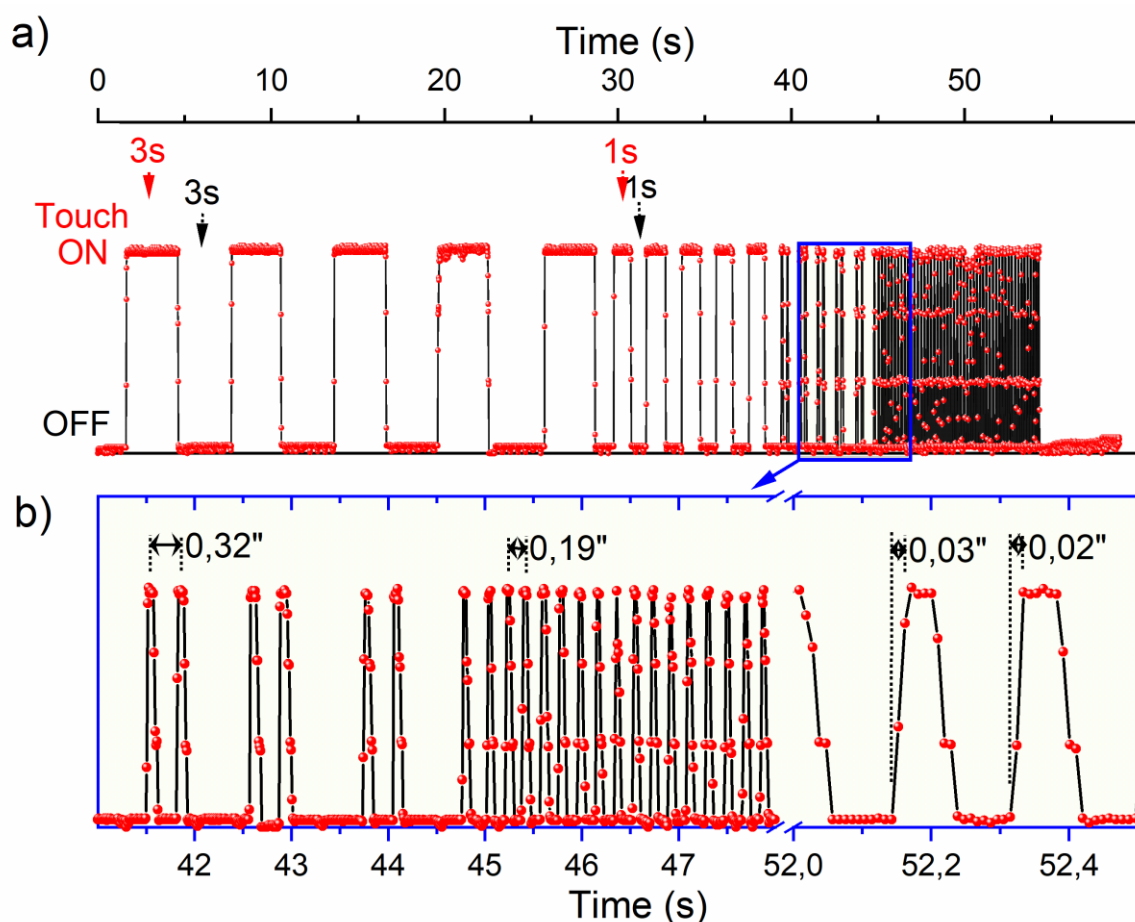 a)
Time (s)
0 10 20 30 40 50
3s
3s
1s
1s
Touch
ON
OFF
b)
0,32"
0,19"
0,03"
0,02"
42 43 44 45 46 47 52,0 52,2 52,4
Time (s)